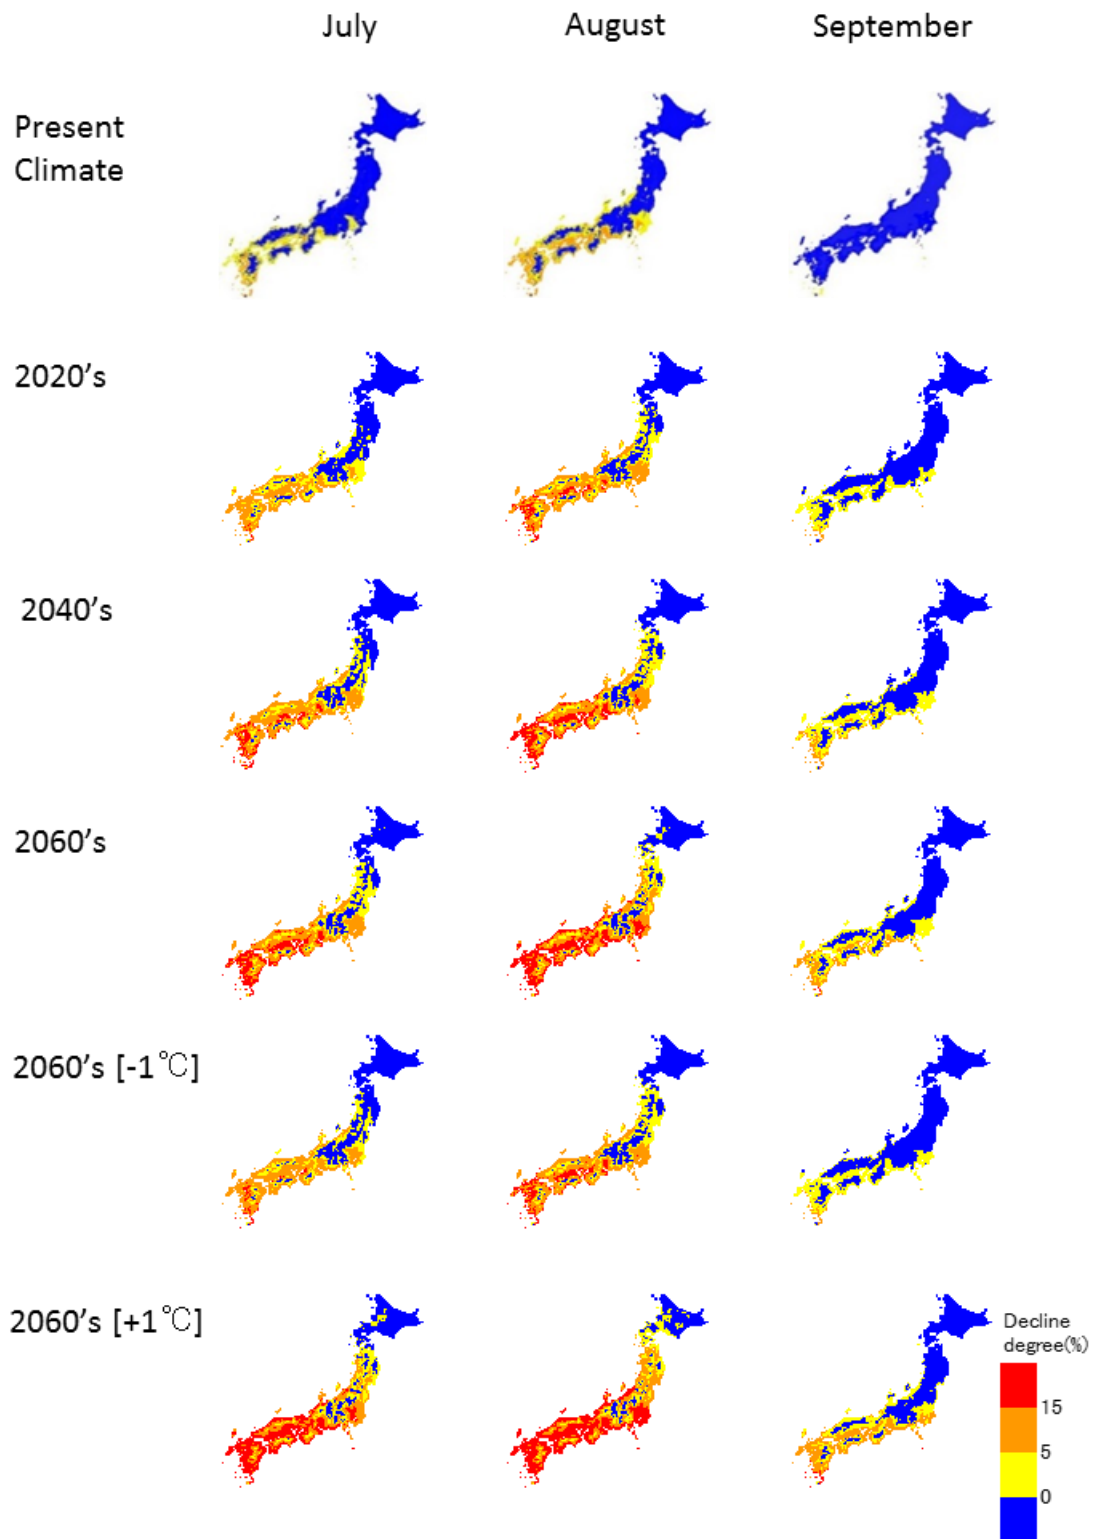 July August September
Present
Climate
2020's
2040's
2060's
2060's [-1℃]
2060's [+1℃]
Decline
degree(%)
15
5
0